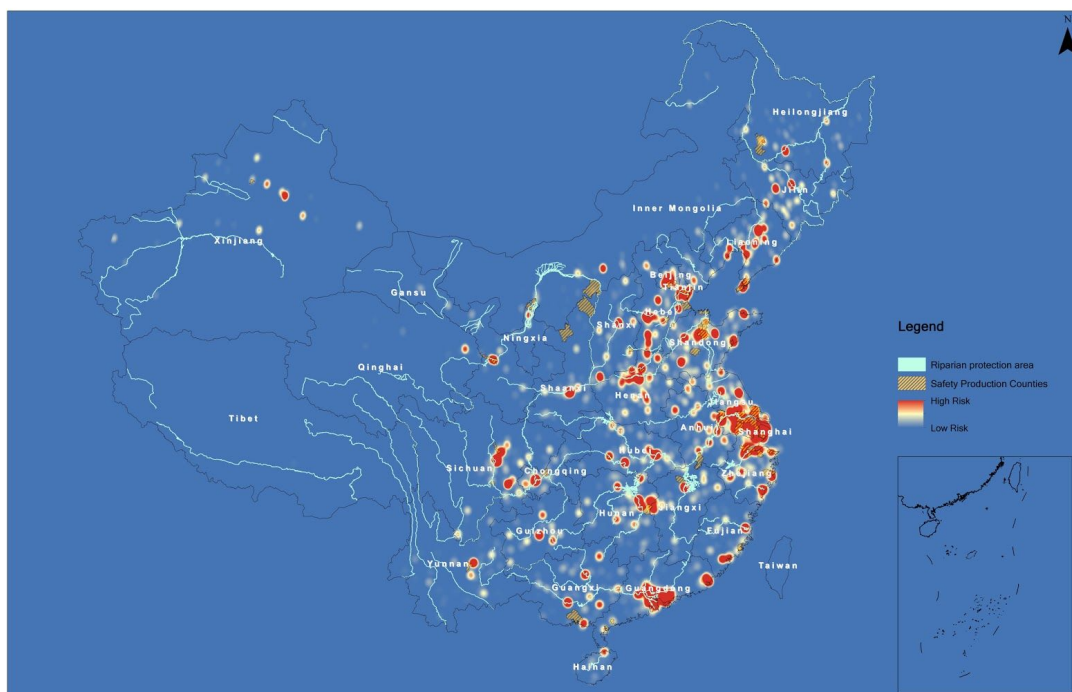 N
Heilongjiang
Jilin
Inner Mongolia
Liaoning
Xinjiang
Beijing
Tianjin
Gansu
Hebei
Shanxi
Ningxia
Shandong
Qinghai
Shaanxi
Henan
Jiangsu
Tibet
Anhui
Shanghai
Hubei
Sichuan
Chongqing
Zhejiang
Hunan
Jiangxi
Guizhou
Fujian
Yunnan
Taiwan
Guangxi
Guangdong
Hainan
Legend
Riparian protection area
Safety Production Counties
High Risk
Low Risk